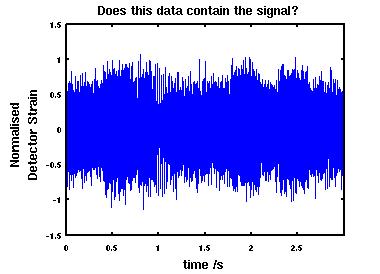 Does this data contain the signal?
1.5
1
0.5
0
-0.5
-1
-1.5
Normalised
Detector Strain
0 0.5 1 1.5 2 2.5
time /s